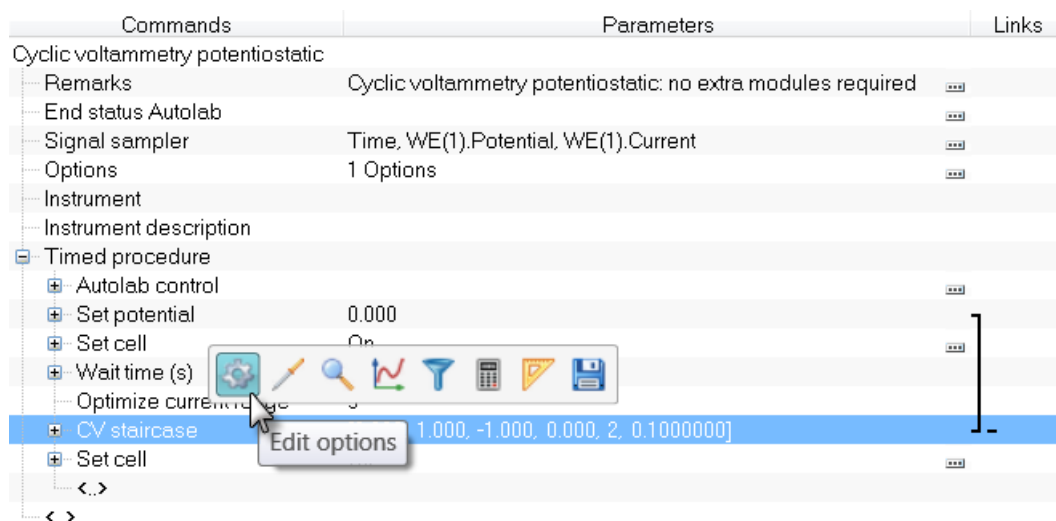 Commands Parameters Links
Cyclic voltammetry potentiostatic
Remarks Cyclic voltammetry potentiostatic: no extra modules required
End status Autolab
Signal sampler Time, WE(1).Potential, WE(1).Current
Options 1 Options
Instrument
Instrument description
Timed procedure
Autolab control
Set potential 0.000
Set cell On
Wait time (s)
Optimize current range 5
CV staircase 1.000, -1.000, 0.000, 2, 0.1000000]
Edit options
Set cell
<..>
<..>